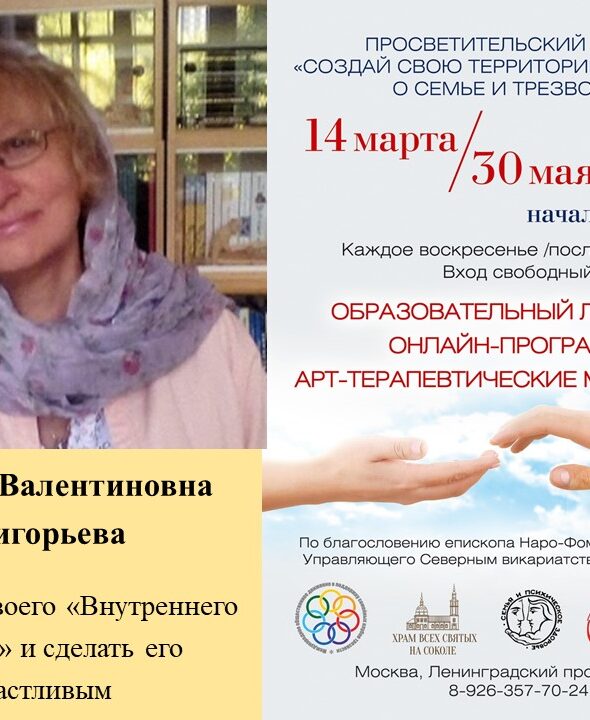 Валентиновна
игорьева
воего «Внутреннего
» и сделать его
астливым
ПРОСВЕТИТЕЛЬСКИЙ
«СОЗДАЙ СВОЮ ТЕРРИТОРИ
О СЕМЬЕ И ТРЕЗВО
14 марта/30 мая
начал
Каждое воскресенье /посл
Вход свободный
ОБРАЗОВАТЕЛЬНЫЙ Л
ОНЛАЙН-ПРОГРА
АРТ-ТЕРАПЕВТИЧЕСКИЕ М
По благословению епископа Наро-Фом
Управляющего Северным викариатств
ХРАМ ВСЕХ СВЯТЫХ
НА СОКОЛЕ
СЕМЬЯ И ПСИХИЧЕСКОЕ ЗДОРОВЬЕ
Москва, Ленинградский про
8-926-357-70-24